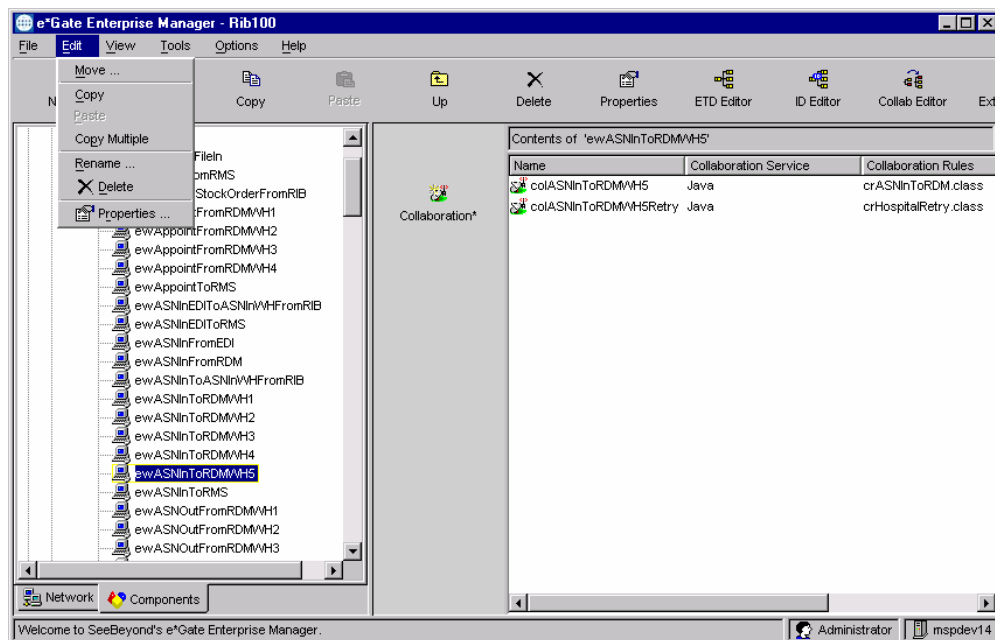 e*Gate Enterprise Manager - Rib100
File Edit View Tools Options Help
Move ...
Copy
Paste
Copy Multiple
Rename ...
Delete
Properties ...
N
Copy
Paste
Up
Delete
Properties
ETD Editor
ID Editor
Collab Editor
Ext
FileIn
omRMS
StockOrderFromRIB
tFromRDMWH1
ewAppointFromRDMWH2
ewAppointFromRDMWH3
ewAppointFromRDMWH4
ewAppointToRMS
ewASNInEDIToASNInWHFromRIB
ewASNInEDIToRMS
ewASNInFromEDI
ewASNInFromRDM
ewASNInToASNInWHFromRIB
ewASNInToRDMWH1
ewASNInToRDMWH2
ewASNInToRDMWH3
ewASNInToRDMWH4
ewASNInToRDMWH5
ewASNInToRMS
ewASNOutFromRDMWH1
ewASNOutFromRDMWH2
ewASNOutFromRDMWH3
Network Components
Collaboration*
Contents of 'ewASNInToRDMWH5'
Name Collaboration Service Collaboration Rules
colASNInToRDMWH5 Java crASNInToRDM.class
colASNInToRDMWH5Retry Java crHospitalRetry.class
Welcome to SeeBeyond's e*Gate Enterprise Manager.
Administrator
mspdev14